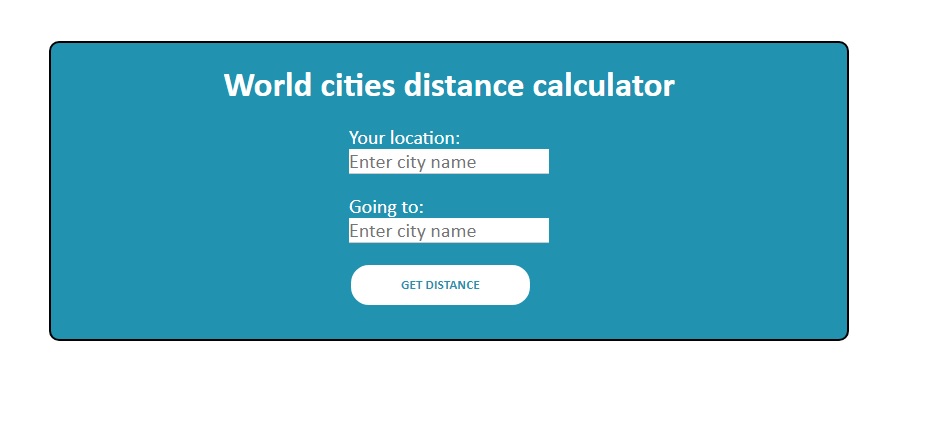 World cities distance calculator
Your location:
Enter city name
Going to:
Enter city name
GET DISTANCE